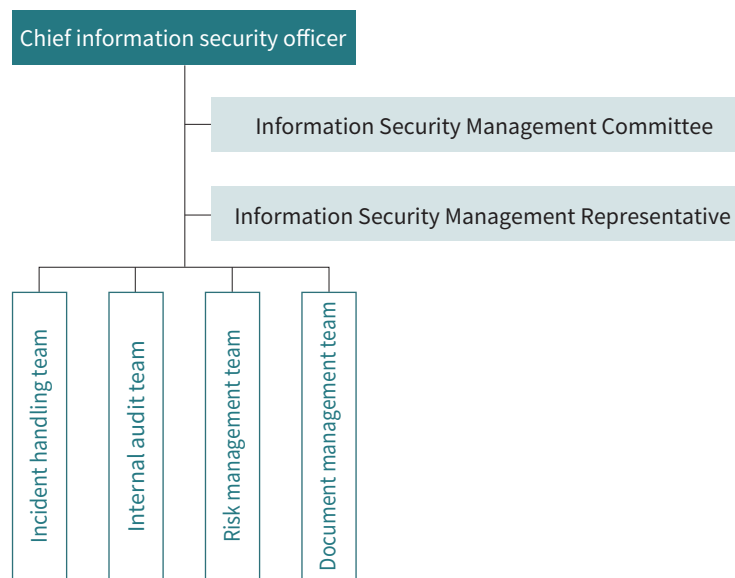 Chief information security officer
Information Security Management Committee
Information Security Management Representative
Incident handling team
Internal audit team
Risk management team
Document management team